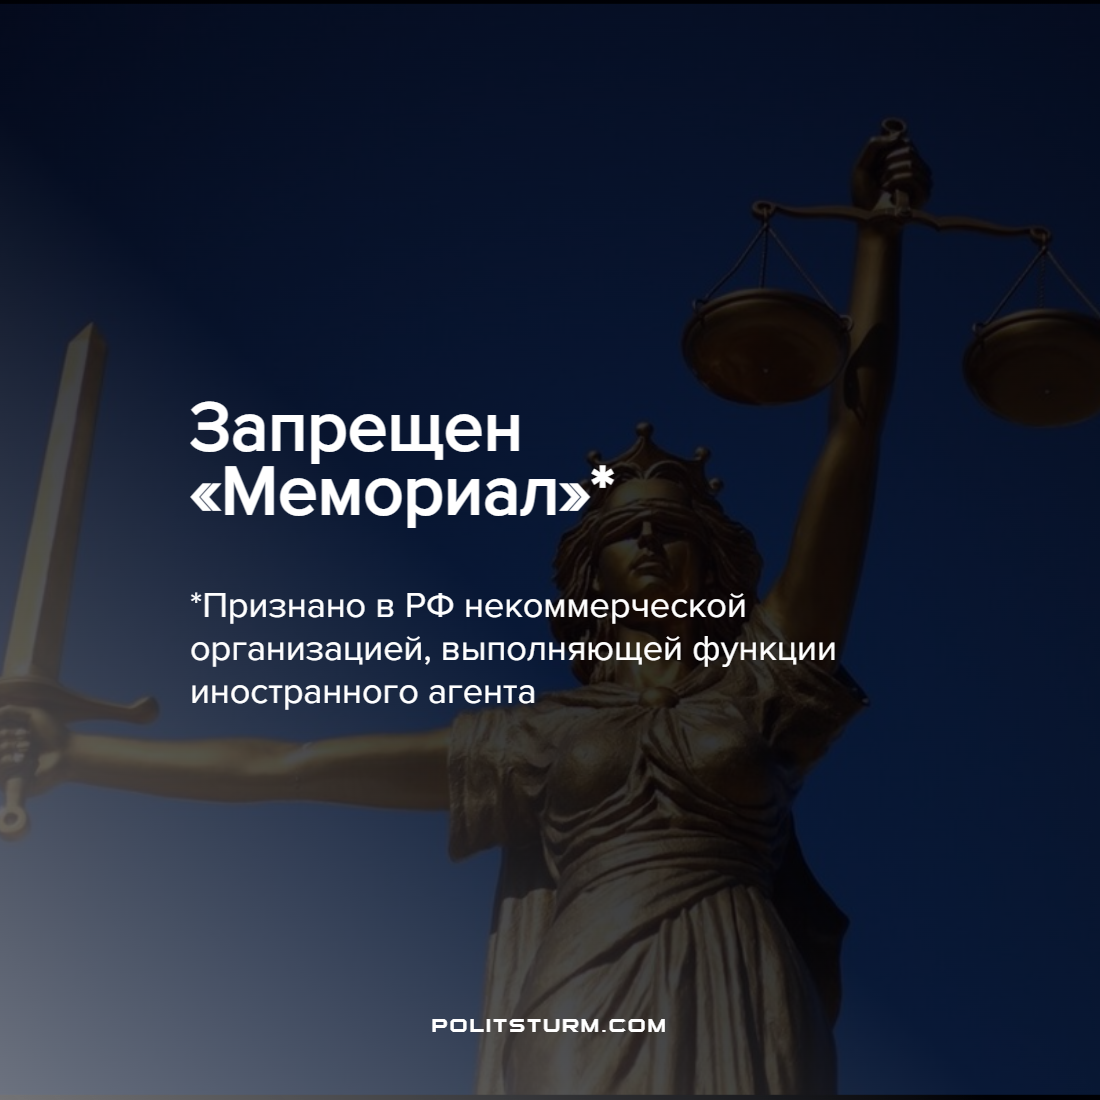 Запрещен
«Мемориал»*
*Признано в РФ некоммерческой
организацией, выполняющей функции
иностранного агента
POLITSTURM.COM